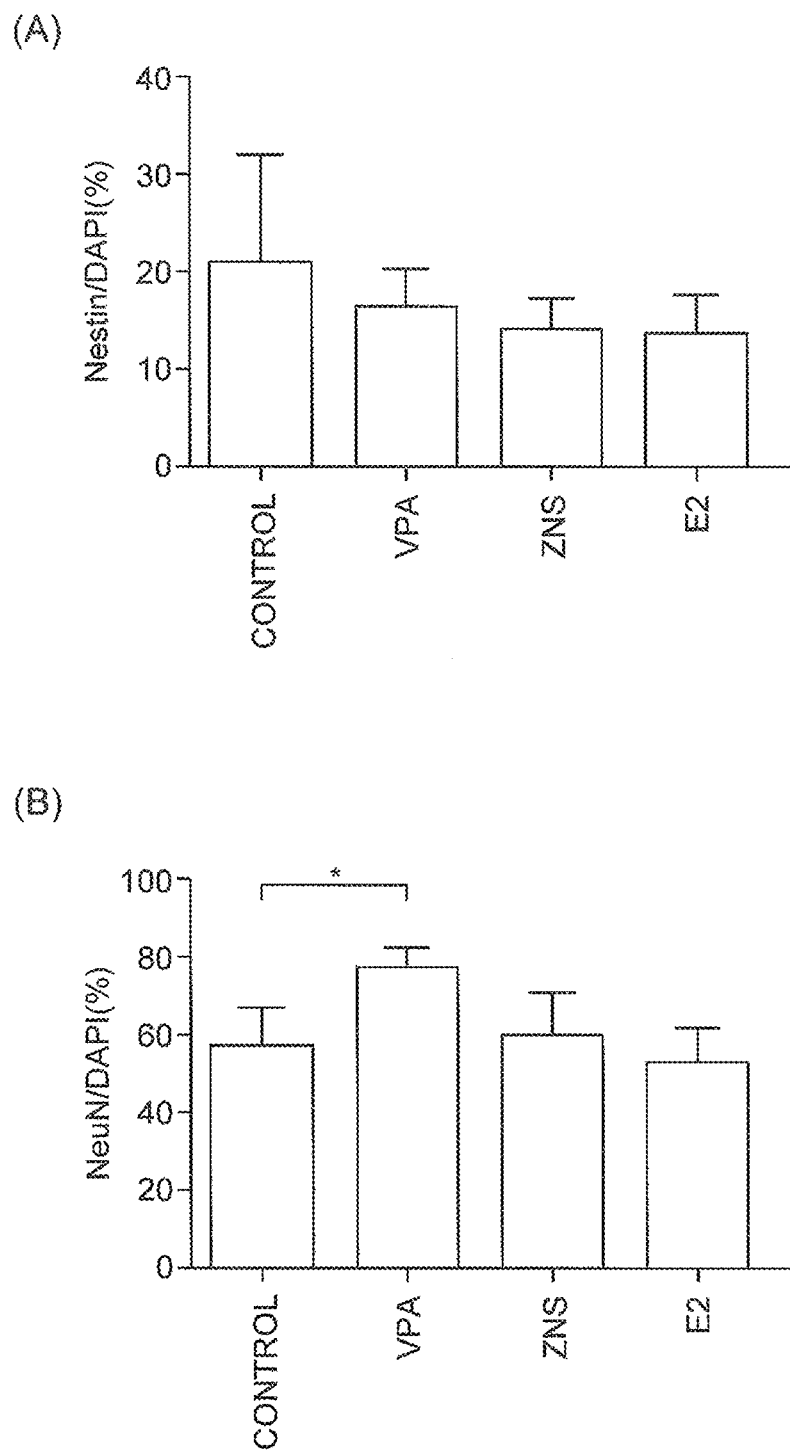 (A)
Nestin/DAPI(%)
40
30
20
10
0
CONTROL
VPA
ZNS
E2
(B)
NeuN/DAPI(%)
100
80
60
40
20
0
*
CONTROL
VPA
ZNS
E2